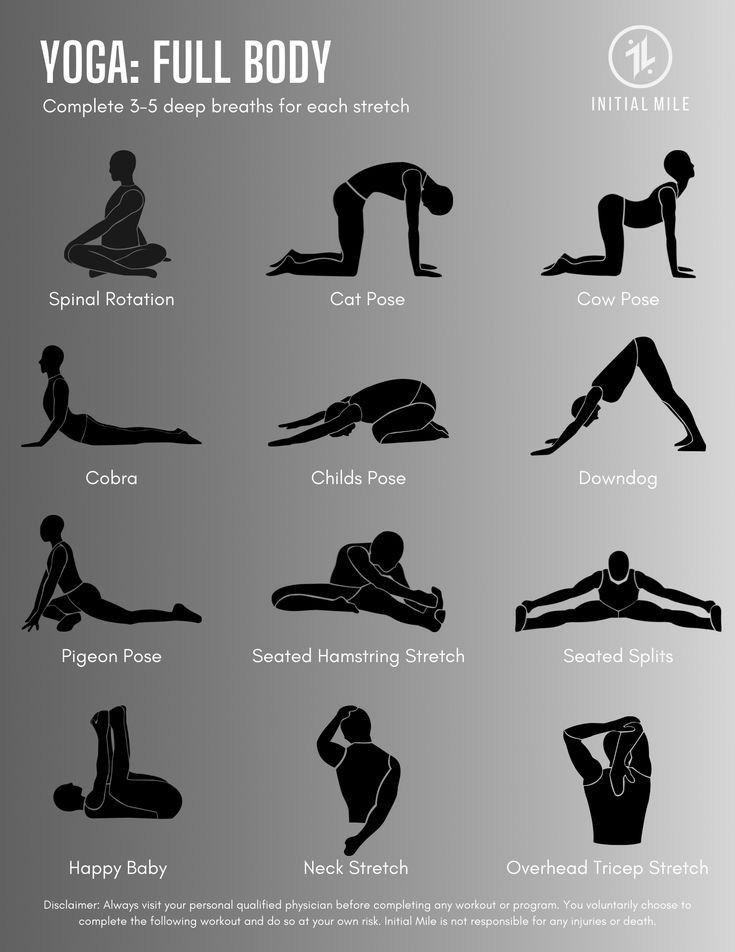 YOGA: FULL BODY
Complete 3-5 deep breaths for each stretch
INITIAL MILE
Spinal Rotation
Cat Pose
Cow Pose
Cobra
Childs Pose
Downdog
Pigeon Pose
Seated Hamstring Stretch
Seated Splits
Happy Baby
Neck Stretch
Overhead Tricep Stretch
Disclaimer: Always visit your personal qualified physician before completing any workout or program. You voluntarily choose to
complete the following workout and do so at your own risk. Initial Mile is not responsible for any injuries or death.